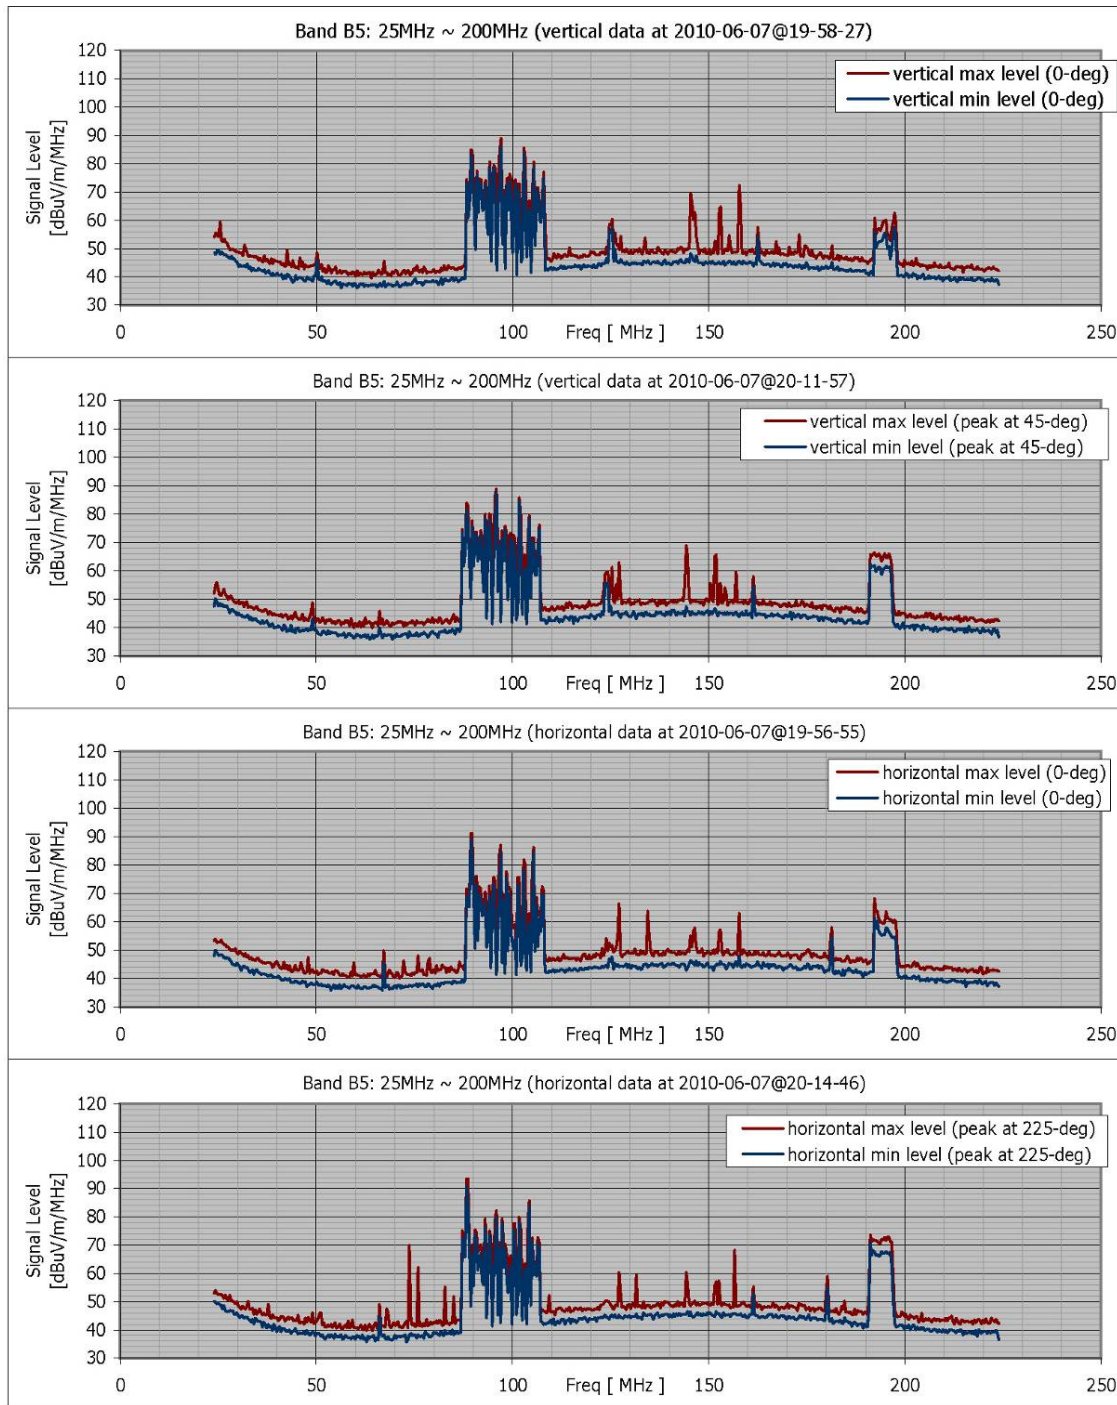 Band B5: 25MHz ~ 200MHz (vertical data at 2010-06-07@19-58-27)
vertical max level (0-deg)
vertical min level (0-deg)
Signal Level
[dBuV/m/MHz]
120
110
100
90
80
70
60
50
40
30
0 50 100 150 200 250
Freq [ MHz ]
Band B5: 25MHz ~ 200MHz (vertical data at 2010-06-07@20-11-57)
vertical max level (peak at 45-deg)
vertical min level (peak at 45-deg)
Signal Level
[dBuV/m/MHz]
120
110
100
90
80
70
60
50
40
30
0 50 100 150 200 250
Freq [ MHz ]
Band B5: 25MHz ~ 200MHz (horizontal data at 2010-06-07@19-56-55)
horizontal max level (0-deg)
horizontal min level (0-deg)
Signal Level
[dBuV/m/MHz]
120
110
100
90
80
70
60
50
40
30
0 50 100 150 200 250
Freq [ MHz ]
Band B5: 25MHz ~ 200MHz (horizontal data at 2010-06-07@20-14-46)
horizontal max level (peak at 225-deg)
horizontal min level (peak at 225-deg)
Signal Level
[dBuV/m/MHz]
120
110
100
90
80
70
60
50
40
30
0 50 100 150 200 250
Freq [ MHz ]